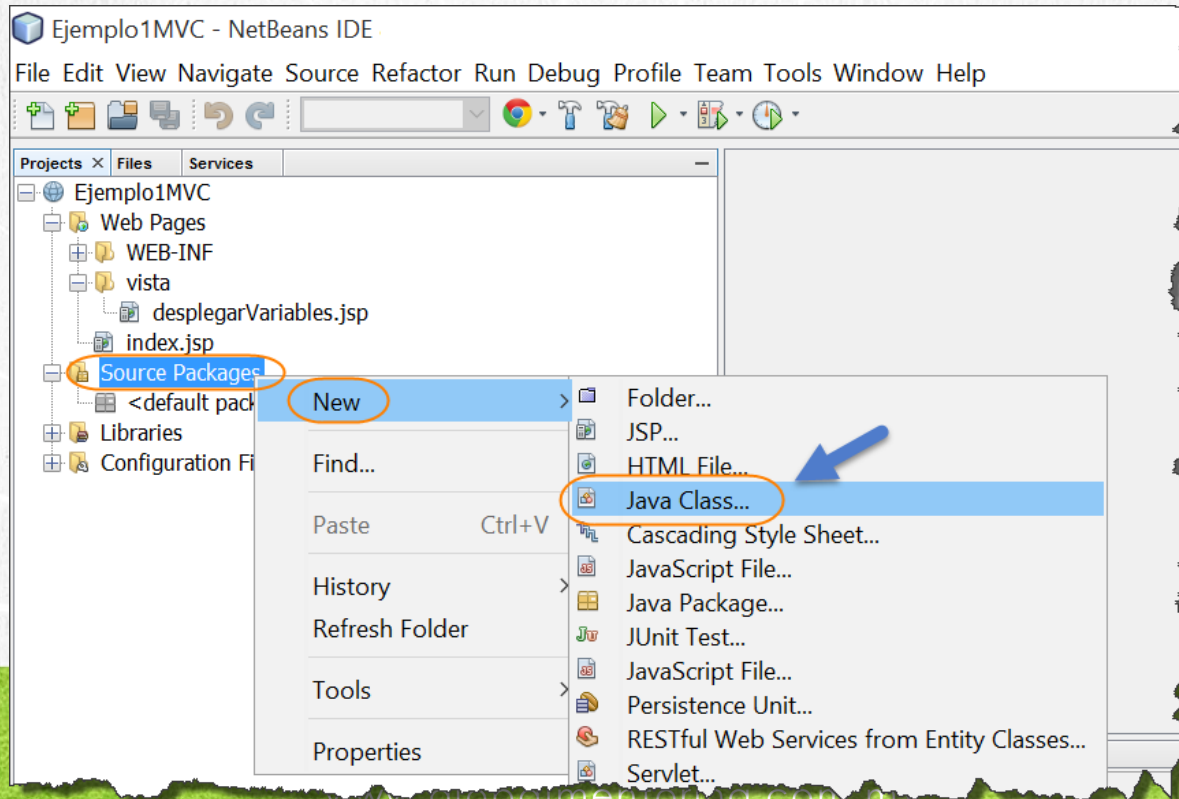 Ejemplo1MVC - NetBeans IDE
File Edit View Navigate Source Refactor Run Debug Profile Team Tools Window Help
Projects × Files Services
Ejemplo1MVC
Web Pages
WEB-INF
vista
desplegarVariables.jsp
index.jsp
Source Packages
<default pack
Libraries
Configuration Fi
New
Find...
Paste Ctrl+V
History
Refresh Folder
Tools
Properties
Folder...
JSP...
HTML File...
Java Class...
Cascading Style Sheet...
JavaScript File...
Java Package...
JUnit Test...
JavaScript File...
Persistence Unit...
RESTful Web Services from Entity Classes...
Servlet...